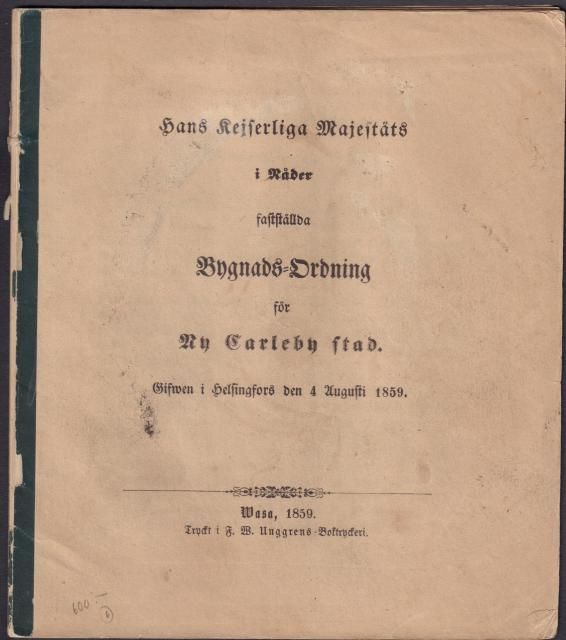 Hans Kejserliga Majestäts
i Nåder
fastställda
Bygnads-Ordning
för
Ny Carleby stad.
Gifwen i Helsingfors den 4 Augusti 1859.
Wasa, 1859.
Tryckt i F. W. Unggrens Boktryckeri.
600 :-